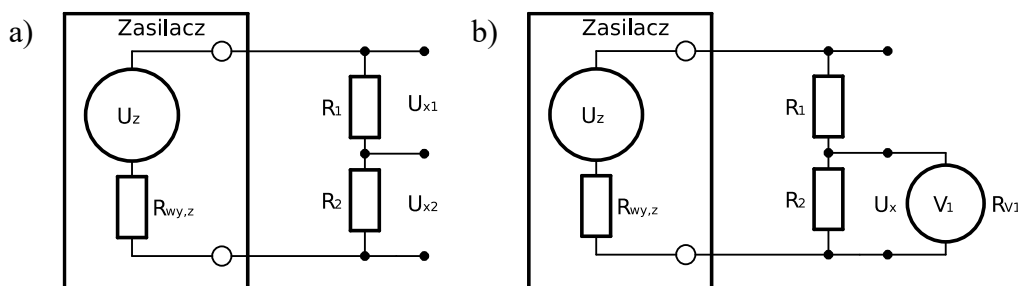 a)
Zasilacz
Uz
Rwy,z
R1
R2
Ux1
Ux2
b)
Zasilacz
Uz
Rwy,z
R1
R2
Ux
V1
RV1